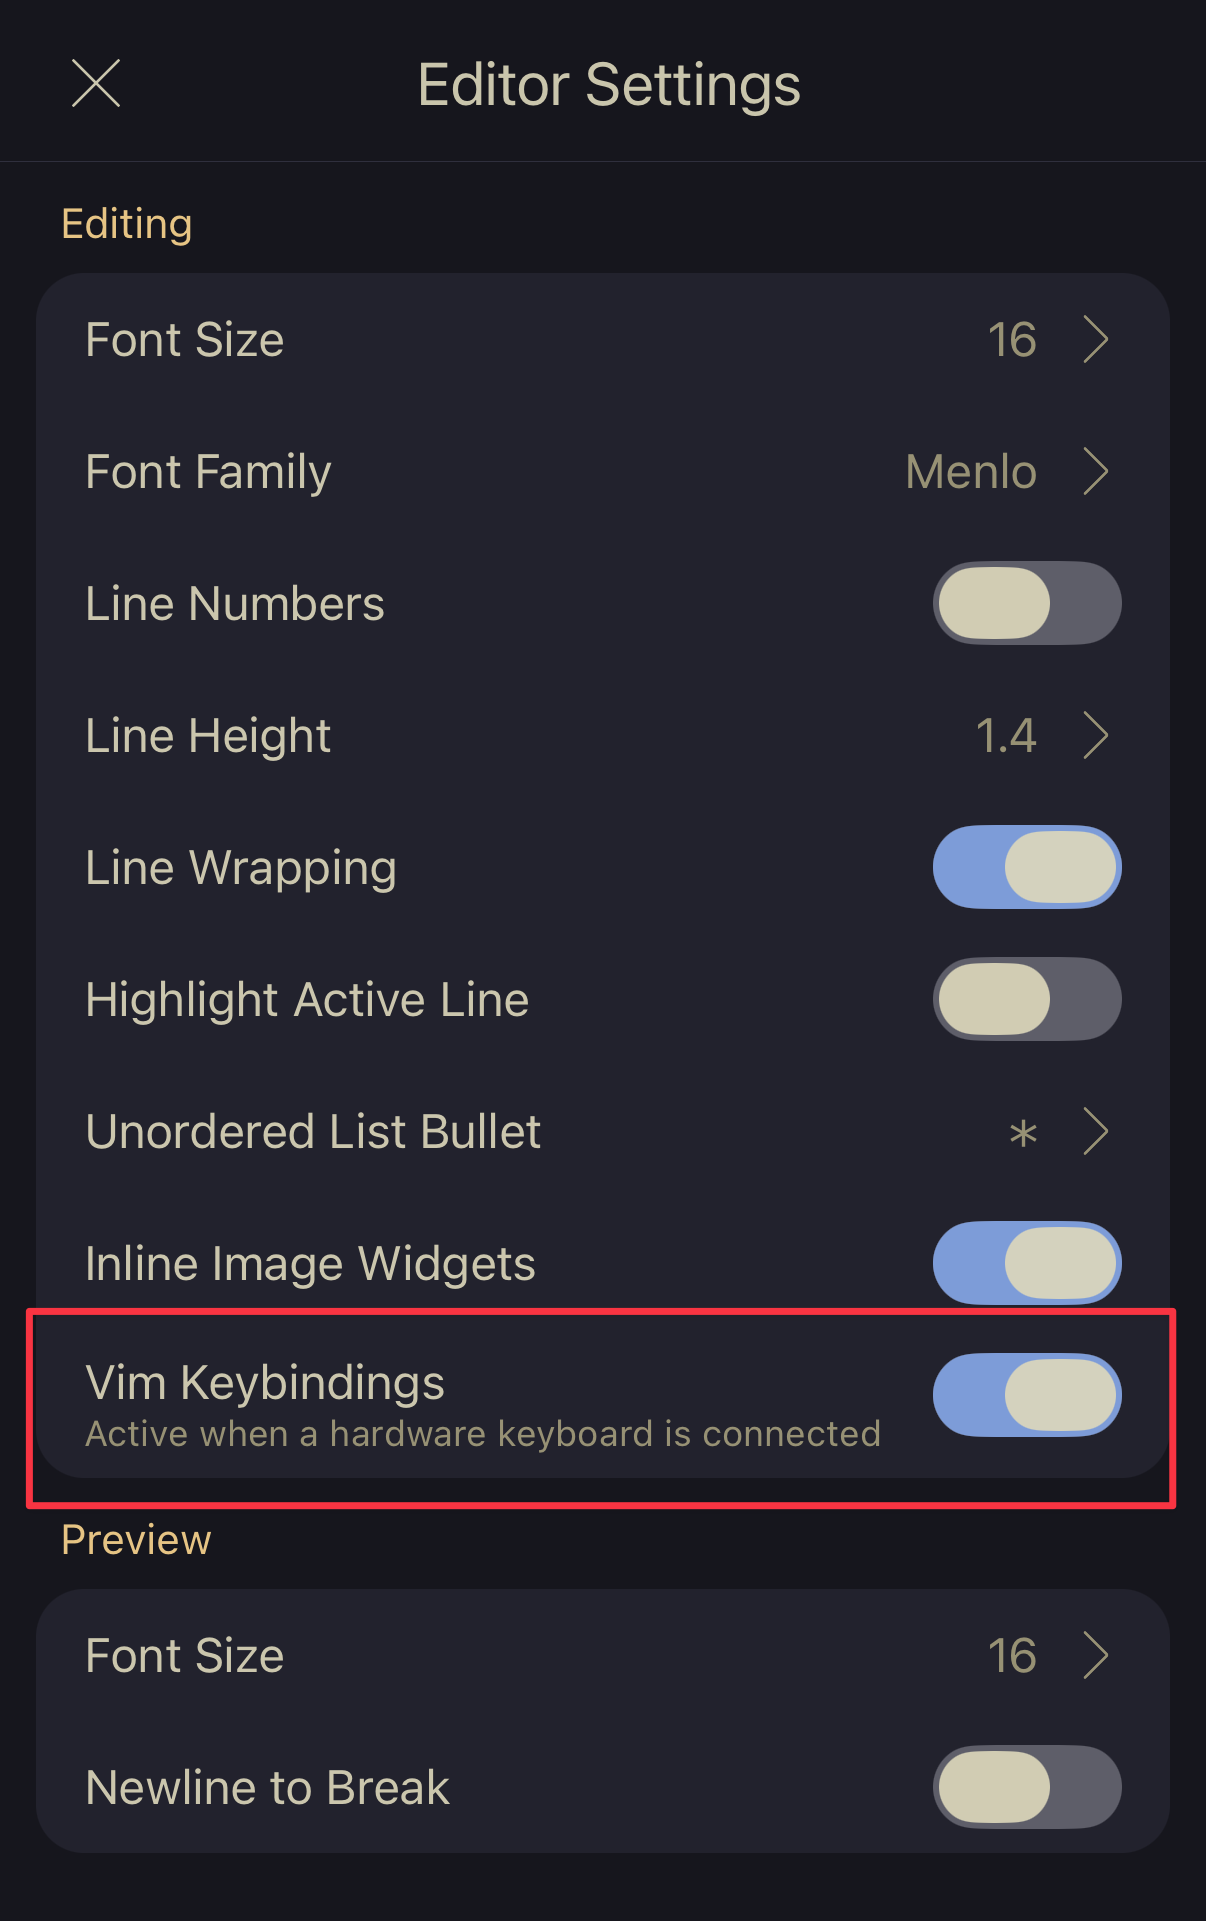 Editor Settings
Editing
Font Size 16
Font Family Menlo
Line Numbers
Line Height 1.4
Line Wrapping
Highlight Active Line
Unordered List Bullet *
Inline Image Widgets
Vim Keybindings
Active when a hardware keyboard is connected
Preview
Font Size 16
Newline to Break